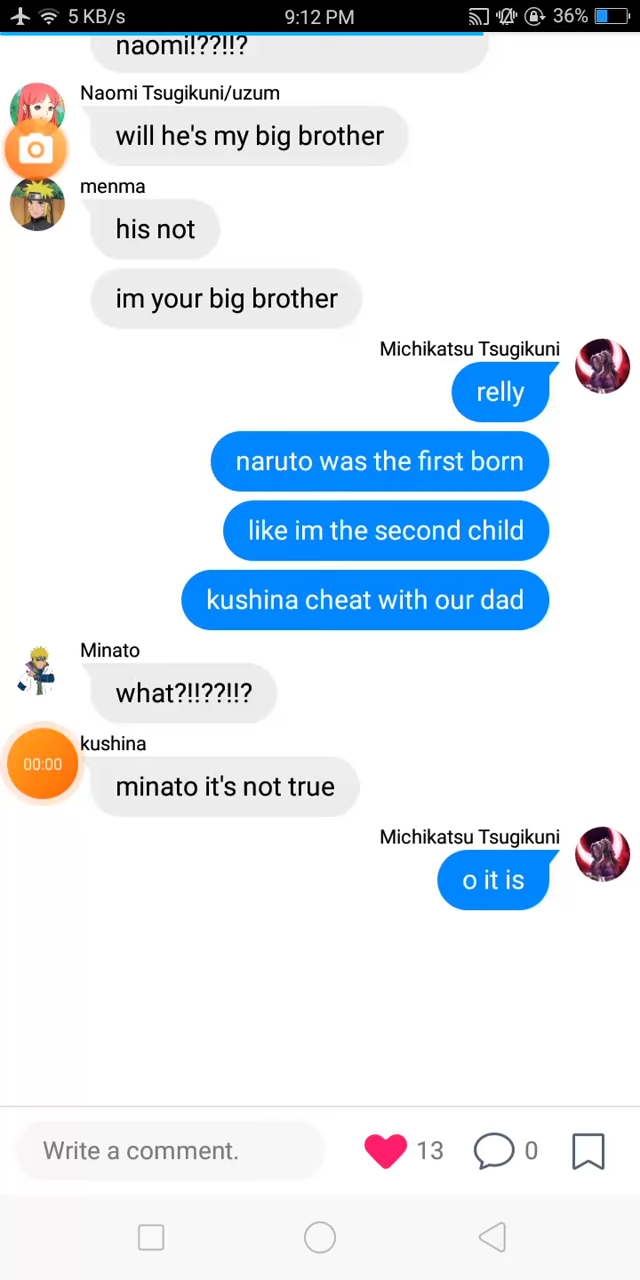 5 KB/s 9:12 PM 36%
naomi!??!!?
Naomi Tsugikuni/uzum
will he's my big brother
menma
his not
im your big brother
Michikatsu Tsugikuni
relly
naruto was the first born
like im the second child
kushina cheat with our dad
Minato
what?!!??!!?
kushina
00:00
minato it's not true
Michikatsu Tsugikuni
o it is
Write a comment. 13 0